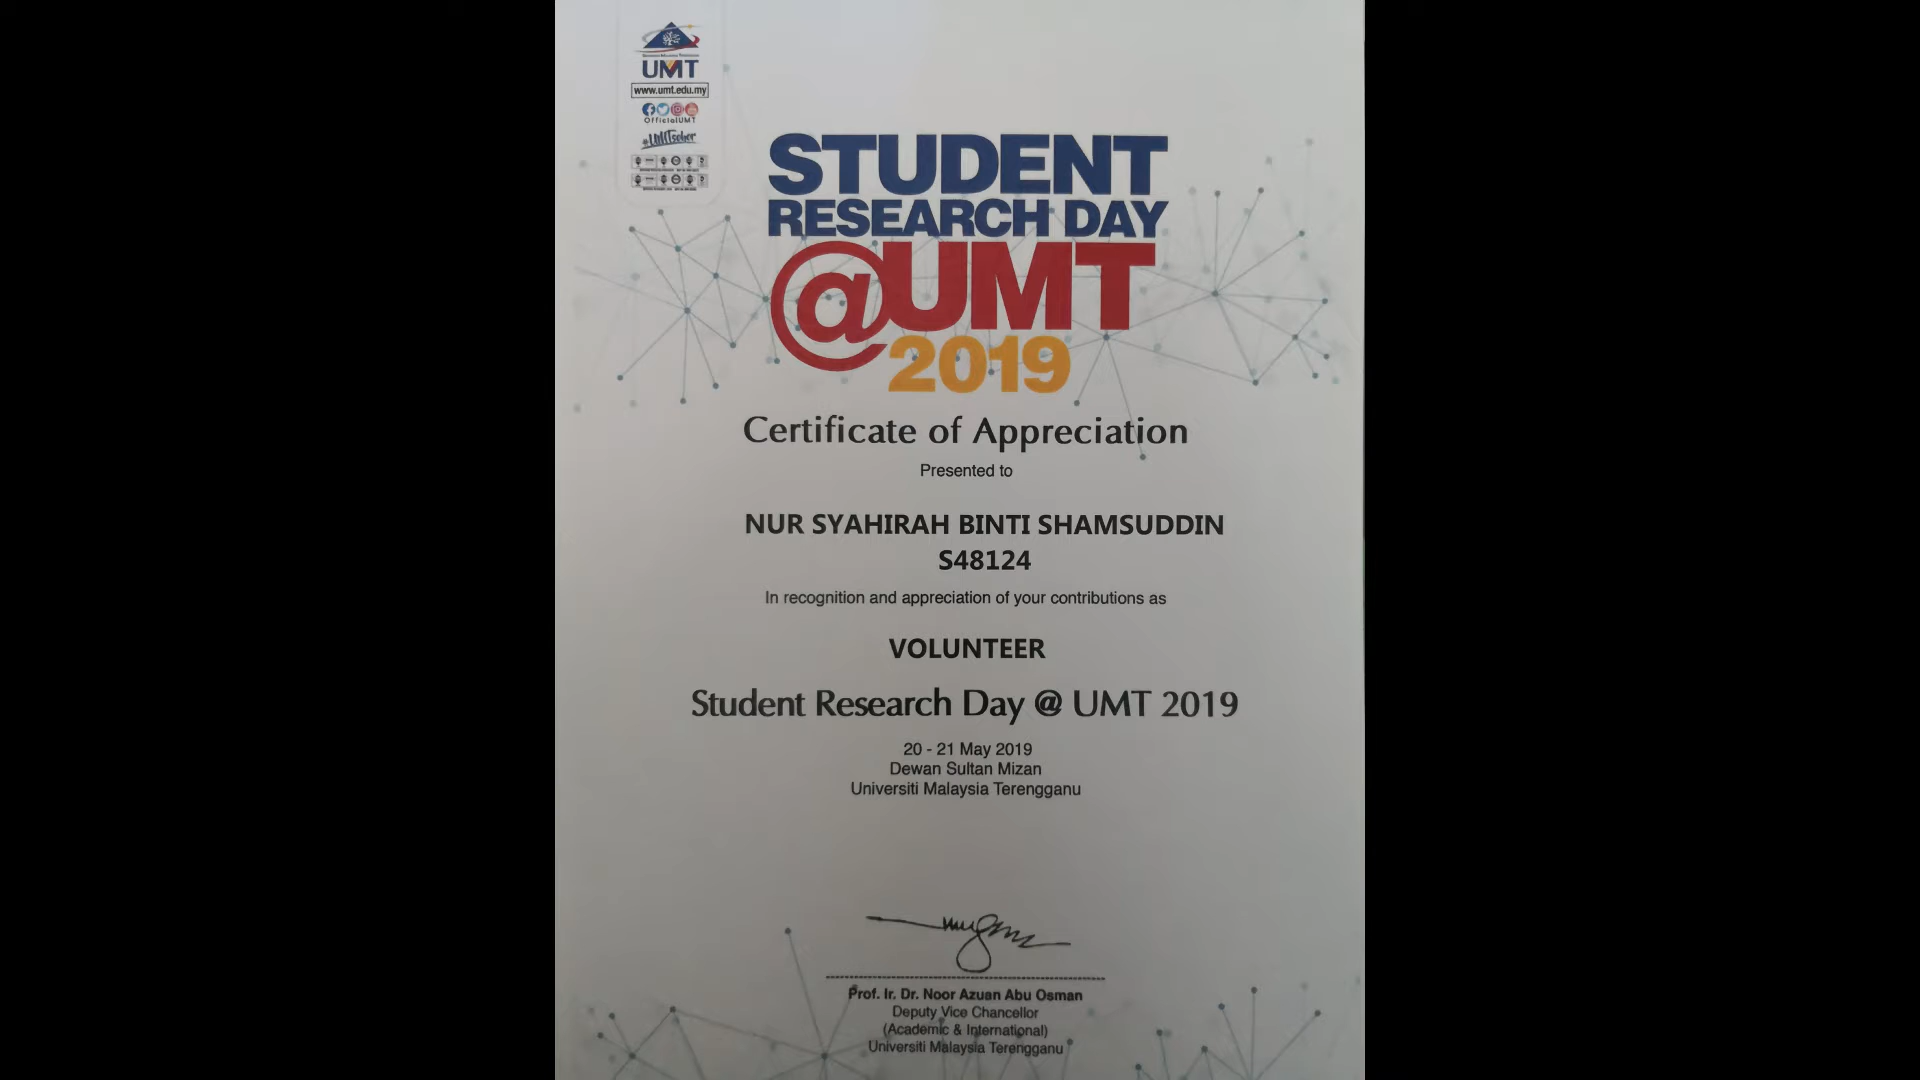 UMT
www.umt.edu.my
OfficialUMT
STUDENT
RESEARCH DAY
@UMT
2019
Certificate of Appreciation
Presented to
NUR SYAHIRAH BINTI SHAMSUDDIN
S48124
In recognition and appreciation of your contributions as
VOLUNTEER
Student Research Day @ UMT 2019
20 - 21 May 2019
Dewan Sultan Mizan
Universiti Malaysia Terengganu
Prof. Ir. Dr. Noor Azuan Abu Osman
Deputy Vice Chancellor
(Academic & International)
Universiti Malaysia Terengganu